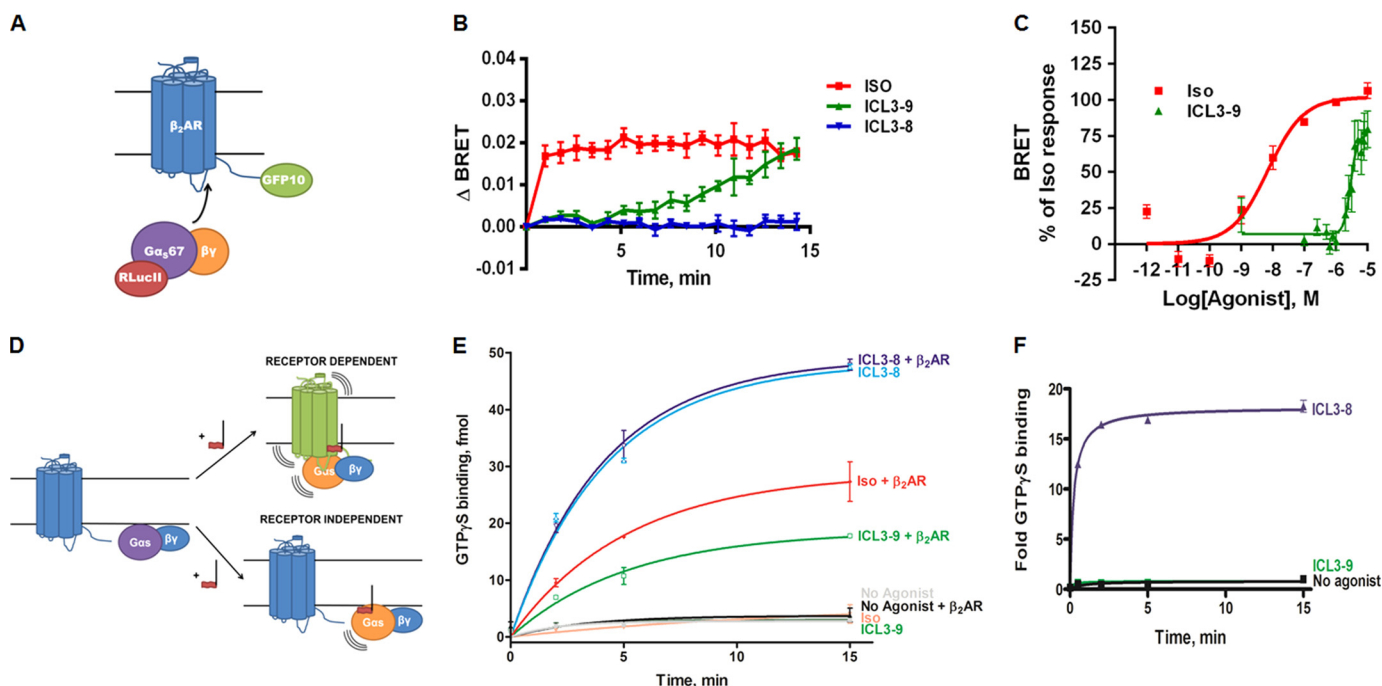 A
β₂AR
GFP10
Gαₛ67
βγ
RLucII
B
0.04
0.03
0.02
0.01
0.00
-0.01
Δ BRET
5
10
15
Time, min
ISO
ICL3-9
ICL3-8
C
125
100
75
50
25
0
-25
BRET
% of Iso response
Iso
ICL3-9
-12 -11 -10 -9 -8 -7 -6 -5
Log[Agonist], M
D
RECEPTOR DEPENDENT
+
Gαs
βγ
Gαs
βγ
RECEPTOR INDEPENDENT
+
Gαs
βγ
E
50
40
30
20
10
0
GTPγS binding, fmol
0
5
10
15
Time, min
ICL3-8 + β₂AR
ICL3-8
Iso + β₂AR
ICL3-9 + β₂AR
No Agonist
No Agonist + β₂AR
Iso
ICL3-9
F
20
15
10
5
0
Fold GTPγS binding
0
5
10
15
Time, min
ICL3-8
ICL3-9
No agonist